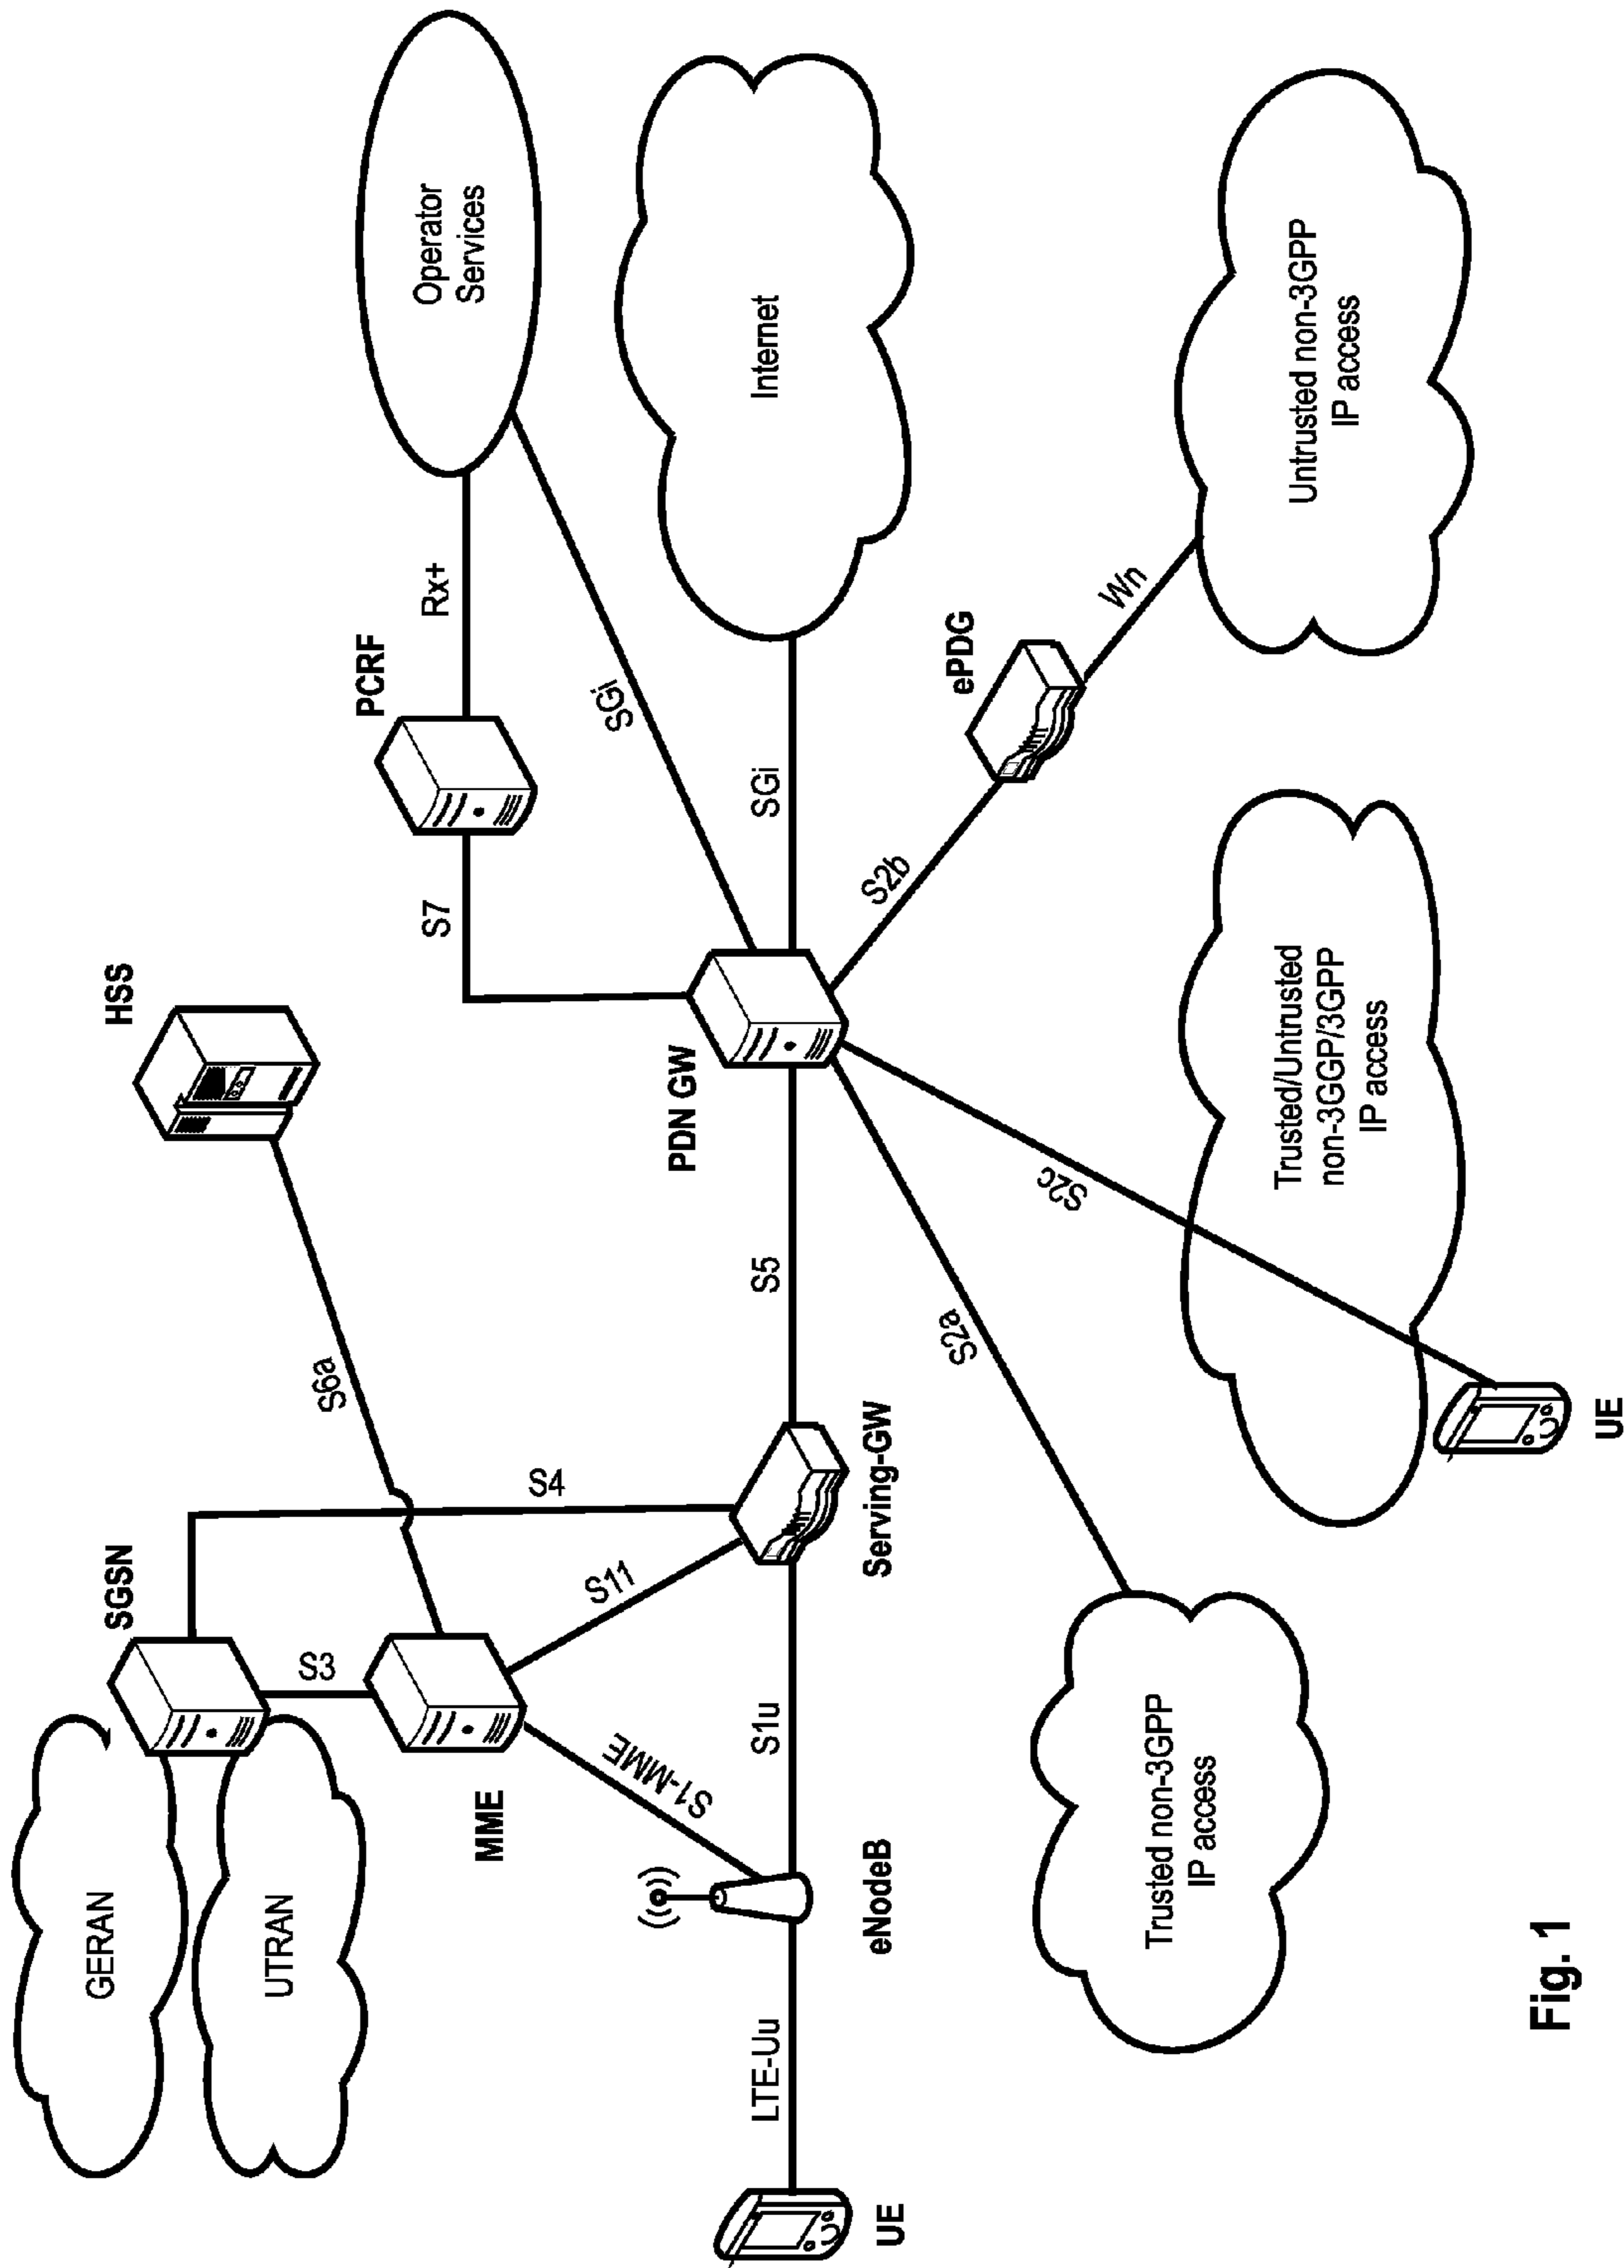 GERAN
UTRAN
SGSN
HSS
S3
S6a
S4
MME
S11
S1-MME
PCRF
S7
Rx+
Operator
Services
SGi
PDN GW
Internet
LTE-Uu
S1u
S5
SGi
UE
eNodeB
Serving-GW
S2b
ePDG
S2a
S2c
Wn
Trusted non-3GPP
IP access
Trusted/Untrusted
non-3GGP/3GPP
IP access
Untrusted non-3GPP
IP access
UE
Fig. 1